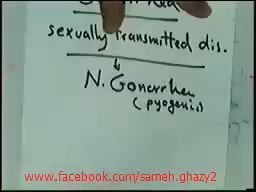 sexually transmitted dis.
N. Gonorrhea
(pyogenic)
www.facebook.com/sameh.ghazy2